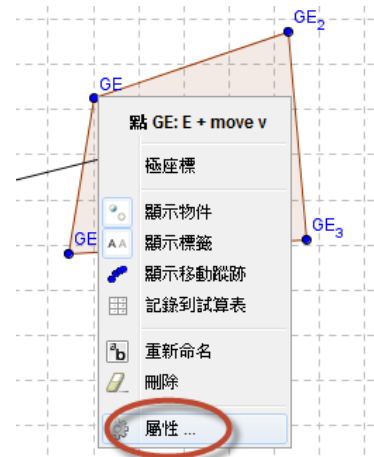 GE₂
GE
點 GE: E + move v
極座標
顯示物件
AA 顯示標籤
GE₃
GE
顯示移動蹤跡
記錄到試算表
ab 重新命名
刪除
屬性 ...